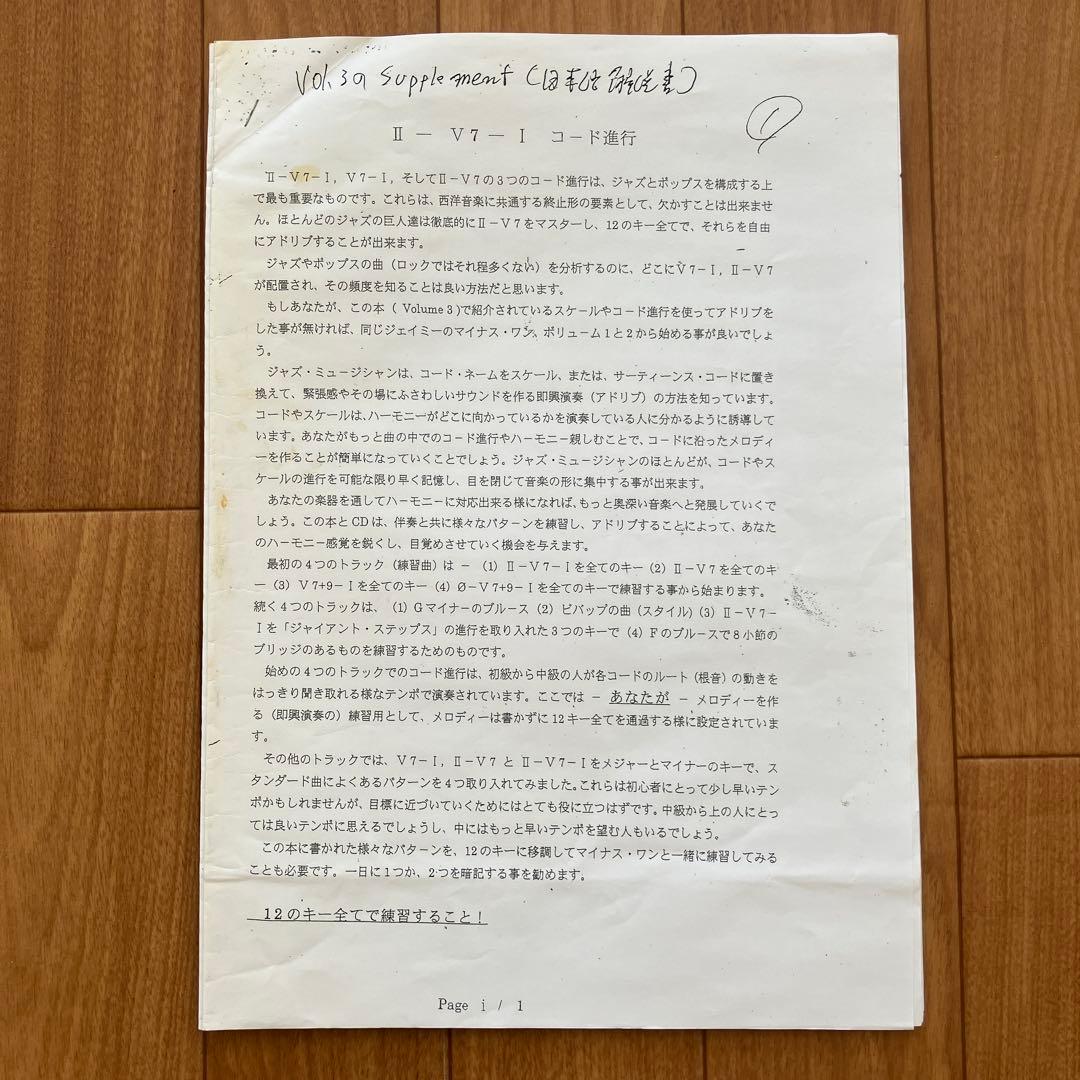 Vol.3の Supplement (日本語解説書)
①
Ⅱ－ Ⅴ7－Ⅰ コード進行
Ⅱ－Ⅴ7－Ⅰ, Ⅴ7－Ⅰ, そしてⅡ－Ⅴ7の3つのコード進行は、ジャズとポップスを構成する上
で最も重要なものです。これらは、西洋音楽に共通する終止形の要素として、欠かすことは出来ませ
ん。ほとんどのジャズの巨人達は徹底的にⅡ－Ⅴ7をマスターし、12のキー全てで、それらを自由
にアドリブすることが出来ます。
ジャズやポップスの曲（ロックではそれ程多くない）を分析するのに、どこにⅤ7－Ⅰ, Ⅱ－Ⅴ7
が配置され、その頻度を知ることは良い方法だと思います。
もしあなたが、この本（ Volume 3 )で紹介されているスケールやコード進行を使ってアドリブを
した事が無ければ、同じジェイミーのマイナス・ワン、ボリューム1と2から始める事が良いでしょ
う。
ジャズ・ミュージシャンは、コード・ネームをスケール、または、サーティーンス・コードに置き
換えて、緊張感やその場にふさわしいサウンドを作る即興演奏（アドリブ）の方法を知っています。
コードやスケールは、ハーモニーがどこに向かっているかを演奏している人に分かるように誘導して
います。あなたがもっと曲の中でのコード進行やハーモニー親しむことで、コードに沿ったメロディ
ーを作ることが簡単になっていくことでしょう。ジャズ・ミュージシャンのほとんどが、コードやス
ケールの進行を可能な限り早く記憶し、目を閉じて音楽の形に集中する事が出来ます。
あなたの楽器を通してハーモニーに対応出来る様になれば、もっと奥深い音楽へと発展していくで
しょう。この本とCDは、伴奏と共に様々なパターンを練習し、アドリブすることによって、あなた
のハーモニー感覚を鋭くし、目覚めさせていく機会を与えます。
最初の4つのトラック（練習曲）は － (1) Ⅱ－Ⅴ7－Ⅰを全てのキー (2) Ⅱ－Ⅴ7を全てのキ
ー (3) Ⅴ7+9－Ⅰを全てのキー (4) Ø－Ⅴ7+9－Ⅰを全てのキーで練習する事から始まります。
続く4つのトラックは、(1) Gマイナーのブルース (2) ビバップの曲 (スタイル) (3) Ⅱ－Ⅴ7－
Ⅰを「ジャイアント・ステップス」の進行を取り入れた3つのキーで (4) Fのブルースで8小節の
ブリッジのあるものを練習するためのものです。
始めの4つのトラックでのコード進行は、初級から中級の人が各コードのルート（根音）の動きを
はっきり聞き取れる様なテンポで演奏されています。ここでは － あなたが － メロディーを作
る（即興演奏の）練習用として、メロディーは書かずに12キー全てを通過する様に設定されていま
す。
その他のトラックでは、Ⅴ7－Ⅰ, Ⅱ－Ⅴ7 と Ⅱ－Ⅴ7－Ⅰをメジャーとマイナーのキーで、ス
タンダード曲によくあるパターンを4つ取り入れてみました。これらは初心者にとって少し早いテン
ポかもしれませんが、目標に近づいていくためにはとても役に立つはずです。中級から上の人にとっ
ては良いテンポに思えるでしょうし、中にはもっと早いテンポを望む人もいるでしょう。
この本に書かれた様々なパターンを、12のキーに移調してマイナス・ワンと一緒に練習してみる
ことも必要です。一日に1つか、2つを暗記する事を勧めます。
12のキー全てで練習すること！
Page i / 1